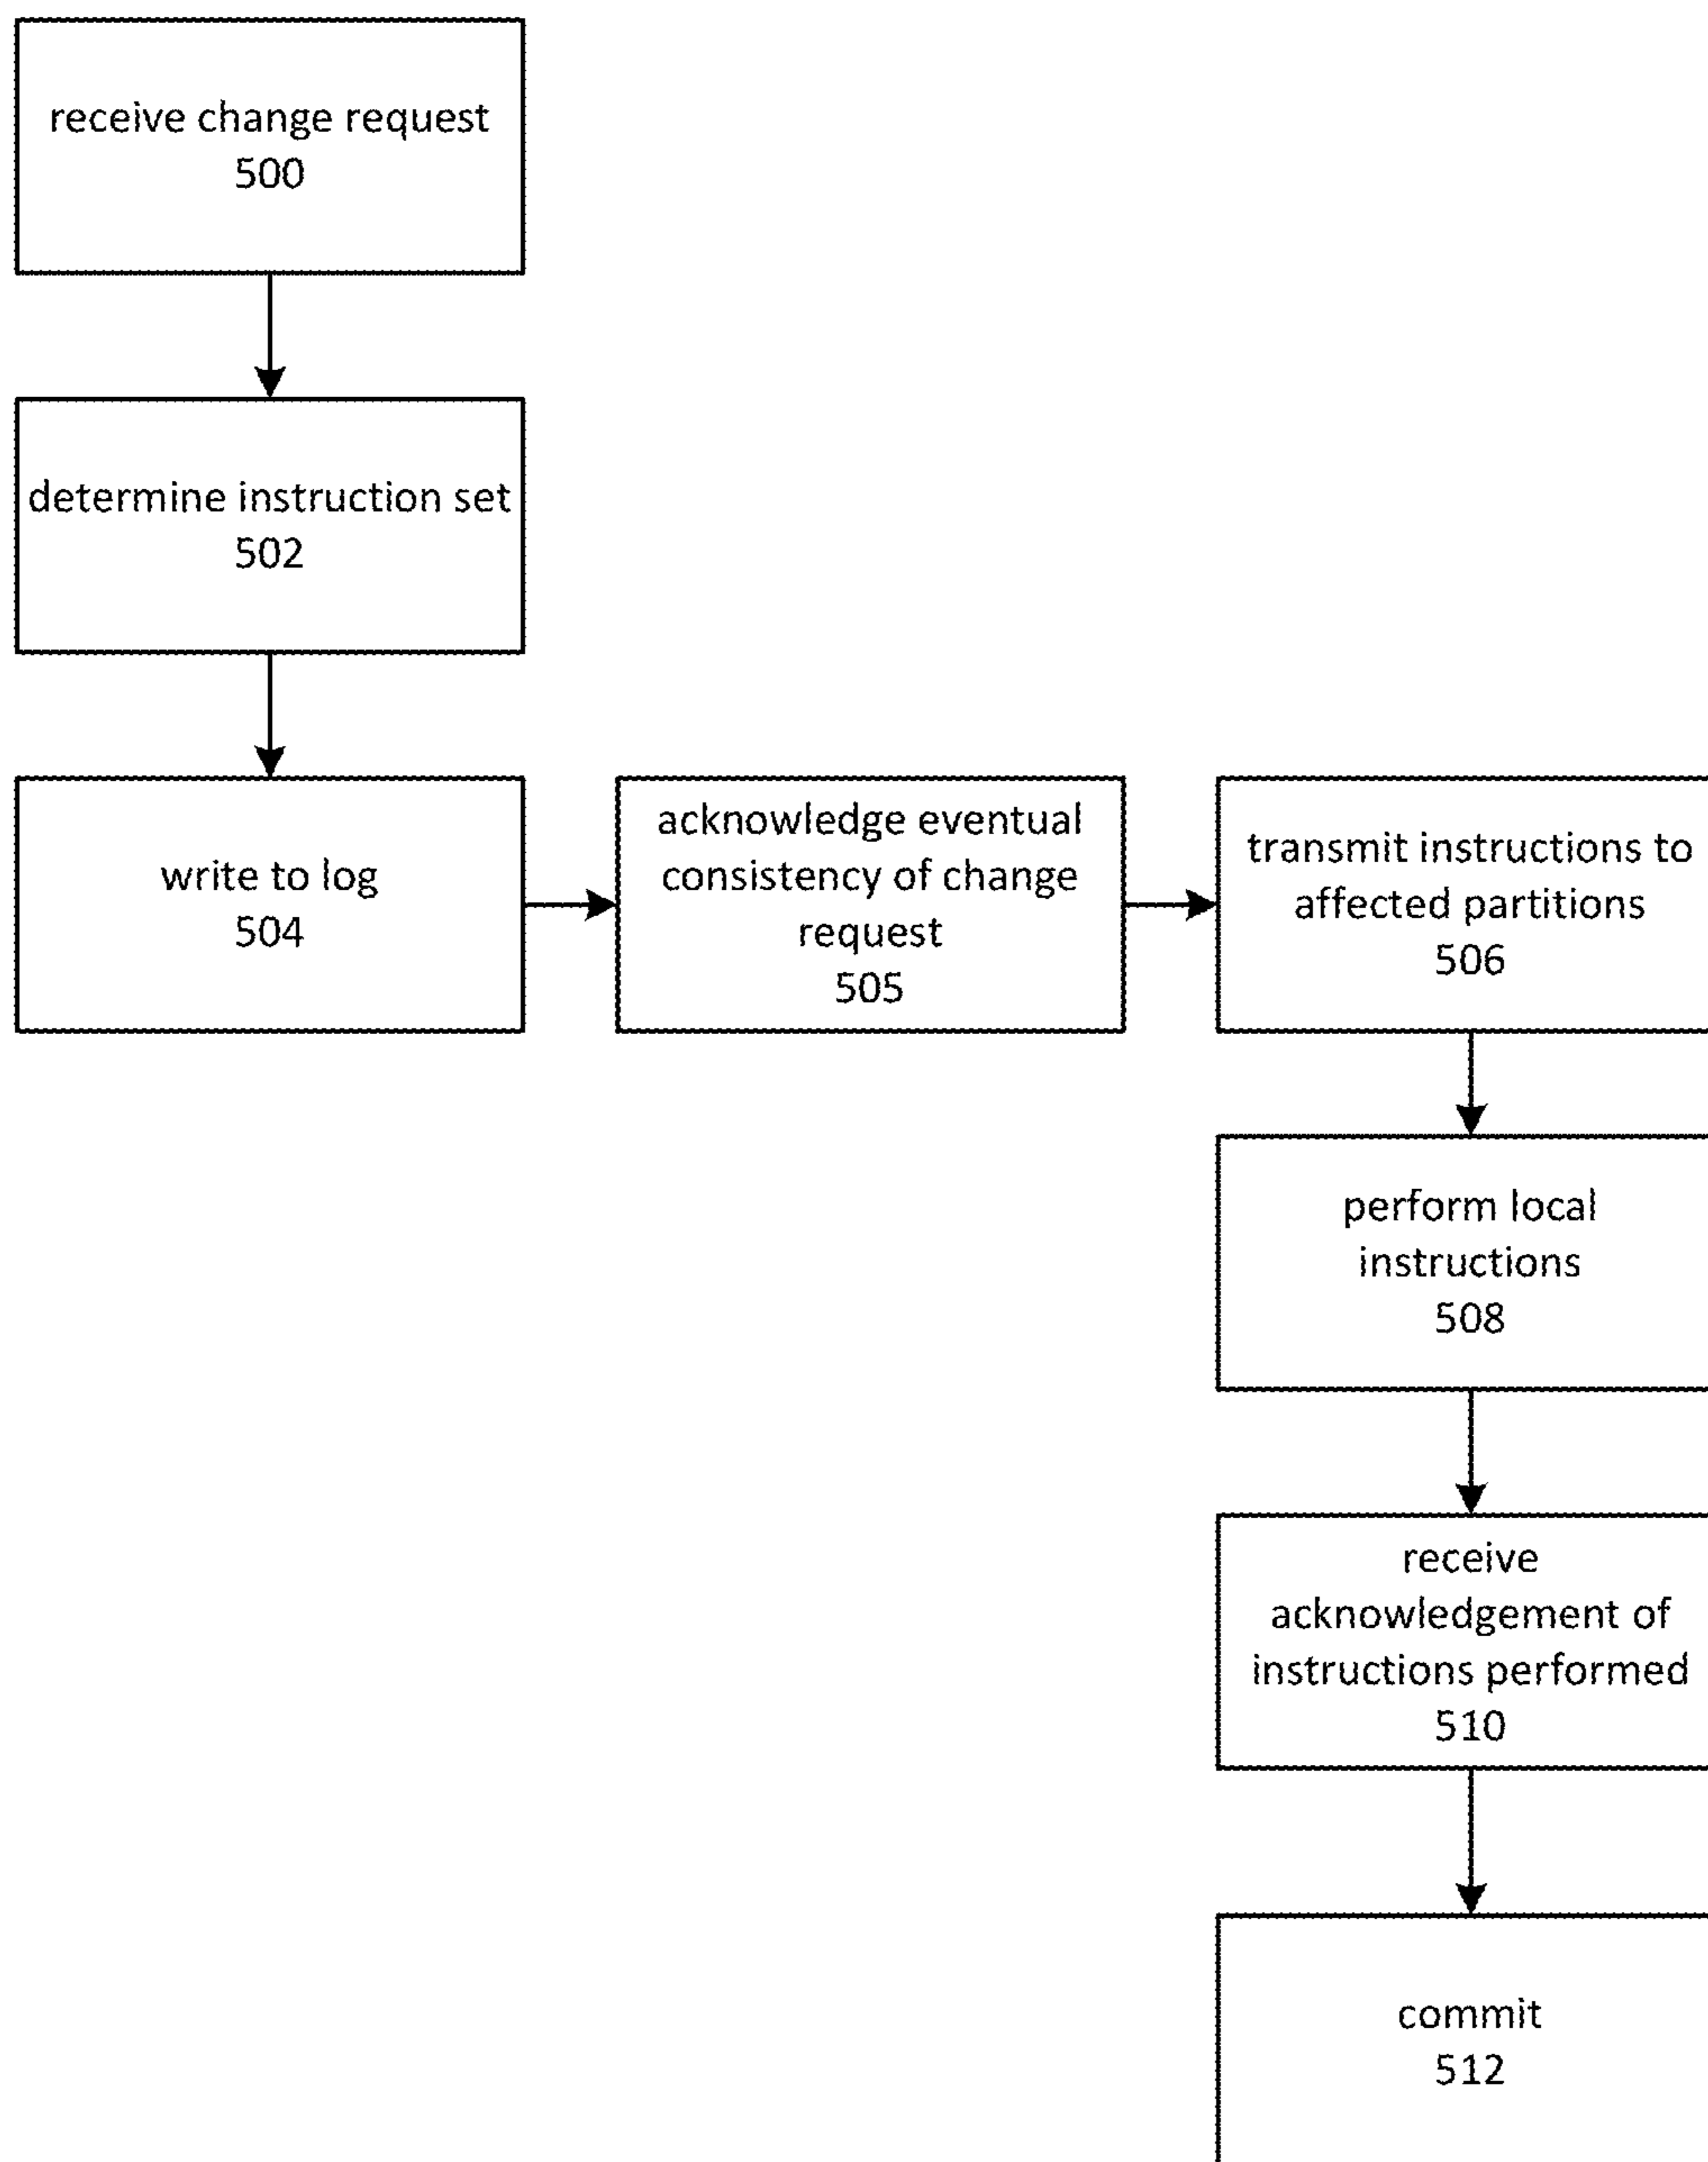 receive change request
500
determine instruction set
502
write to log
504
acknowledge eventual
consistency of change
request
505
transmit instructions to
affected partitions
506
perform local
instructions
508
receive
acknowledgement of
instructions performed
510
commit
512